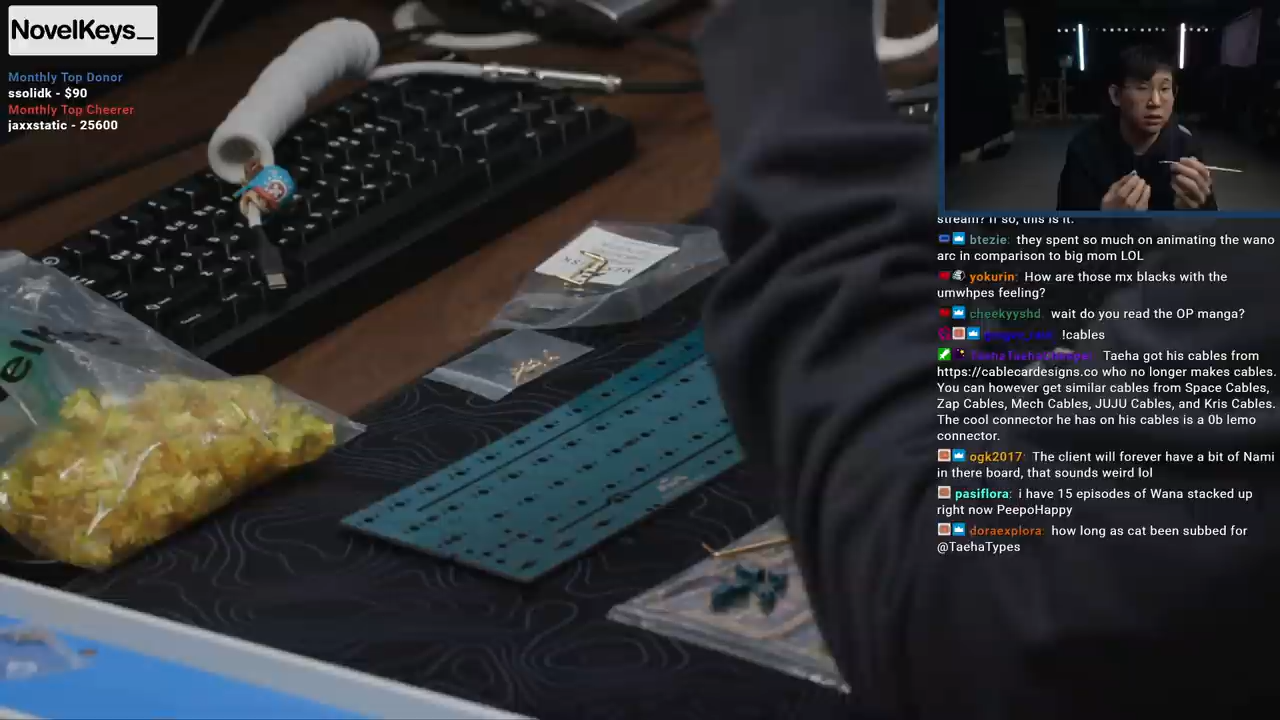 NovelKeys_
Monthly Top Donor
ssolidk - $90
Monthly Top Cheerer
jaxxstatic - 25600
stream? If so, this is it.
btezie: they spent so much on animating the wano
arc in comparison to big mom LOL
yokurin: How are those mx blacks with the
umwhpes feeling?
cheekyyshd: wait do you read the OP manga?
!cables
Taeha got his cables from
https://cablecardesigns.co who no longer makes cables.
You can however get similar cables from Space Cables,
Zap Cables, Mech Cables, JUJU Cables, and Kris Cables.
The cool connector he has on his cables is a 0b lemo
connector.
ogk2017: The client will forever have a bit of Nami
in there board, that sounds weird lol
pasiflora: i have 15 episodes of Wana stacked up
right now PeepoHappy
doraexplora: how long as cat been subbed for
@TaehaTypes